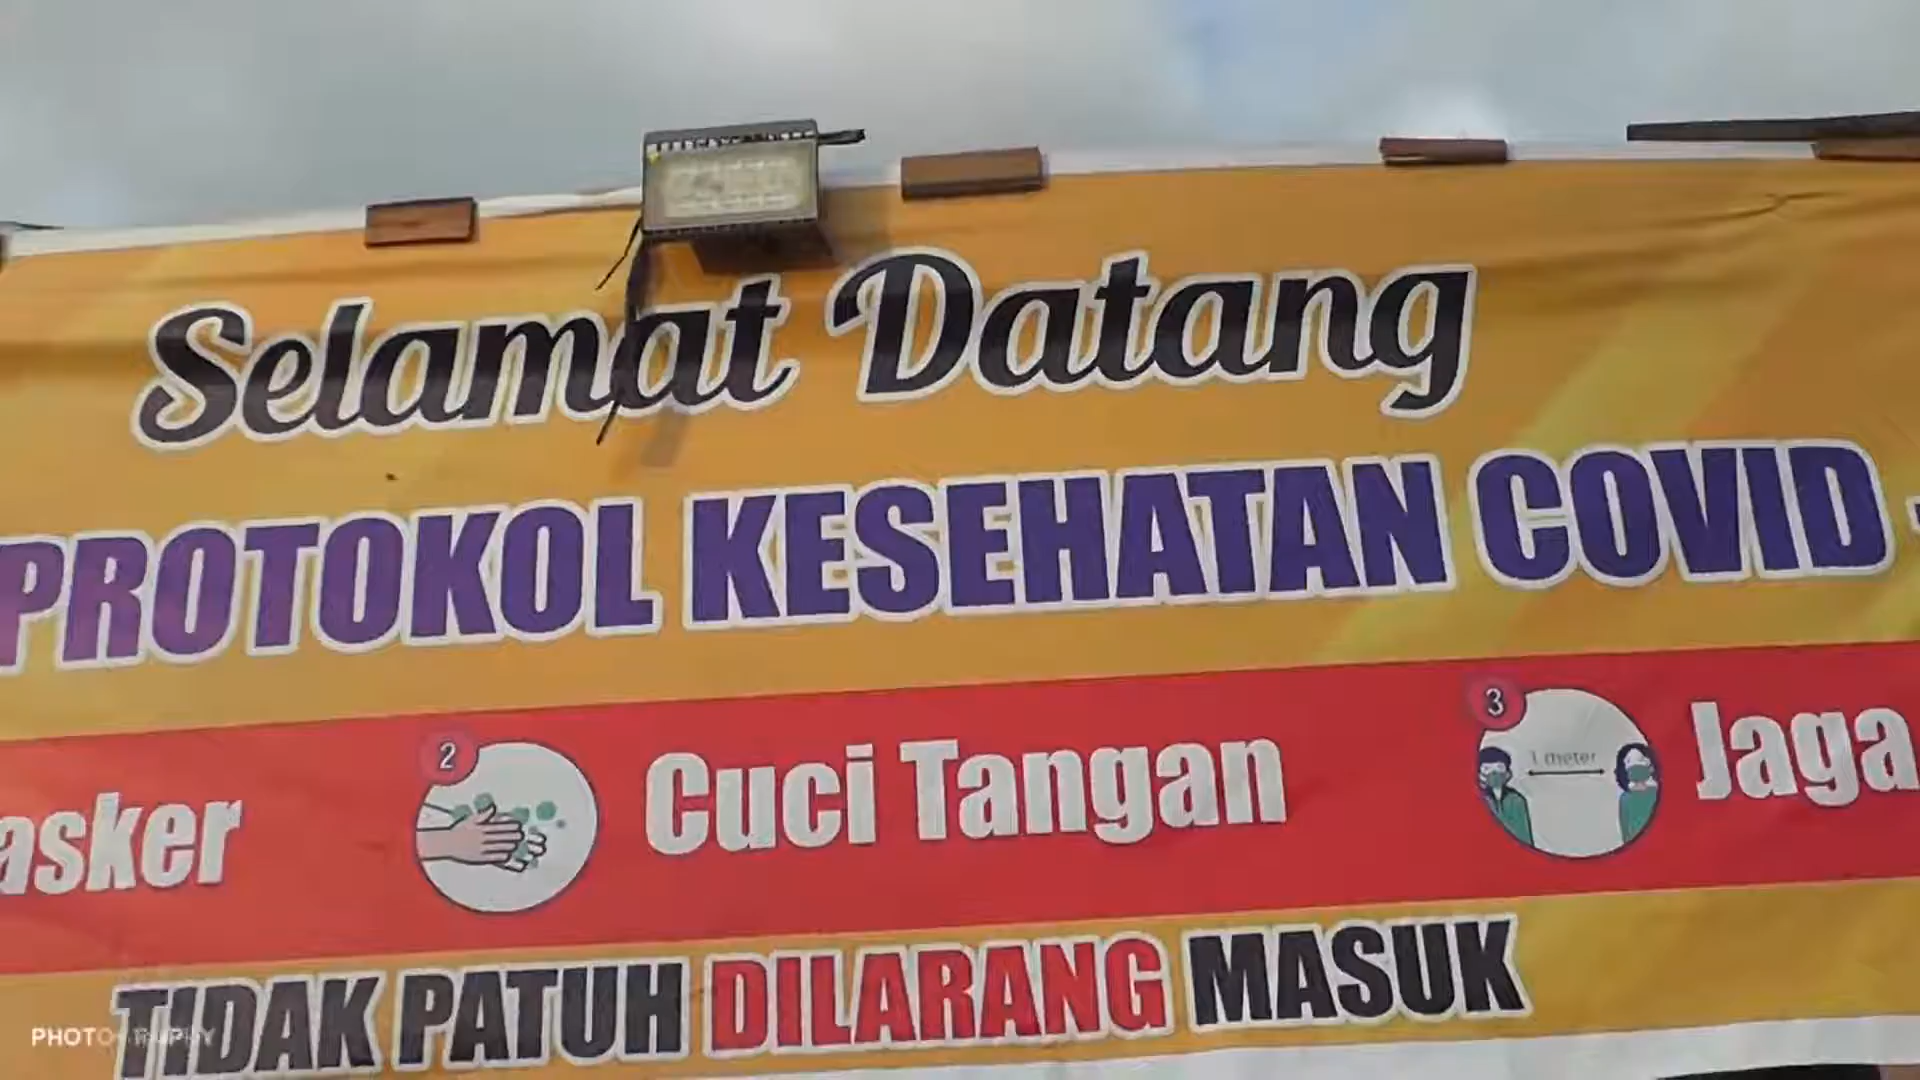 Selamat Datang
PROTOKOL KESEHATAN COVID -
asker 2 Cuci Tangan 3 1 meter Jaga
TIDAK PATUH DILARANG MASUK